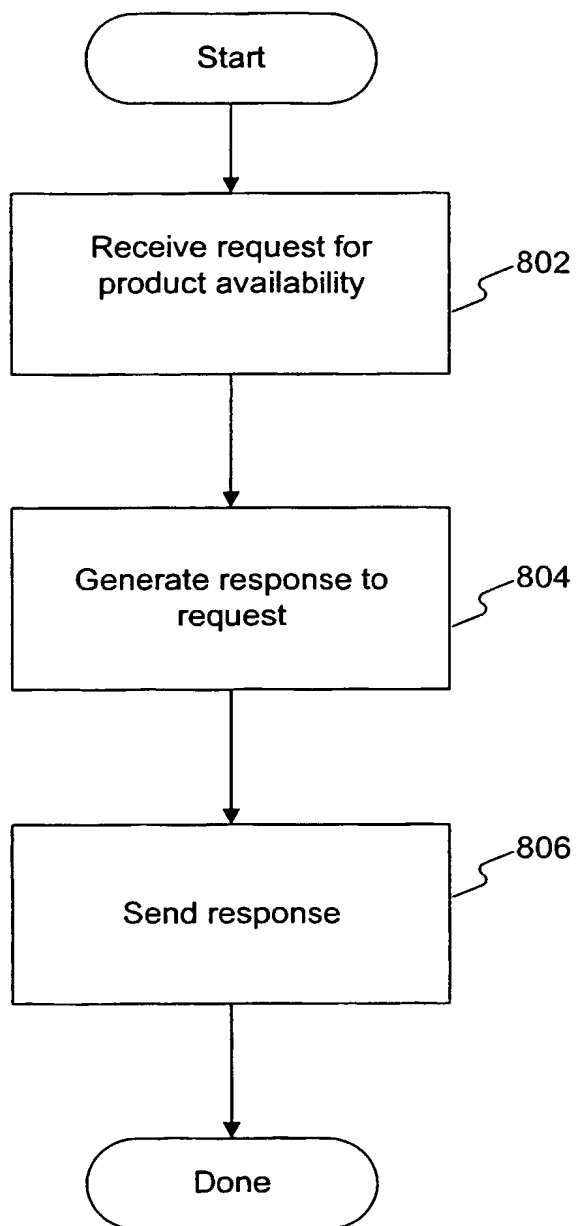 Start
Receive request for
product availability
802
Generate response to
request
804
Send response
806
Done